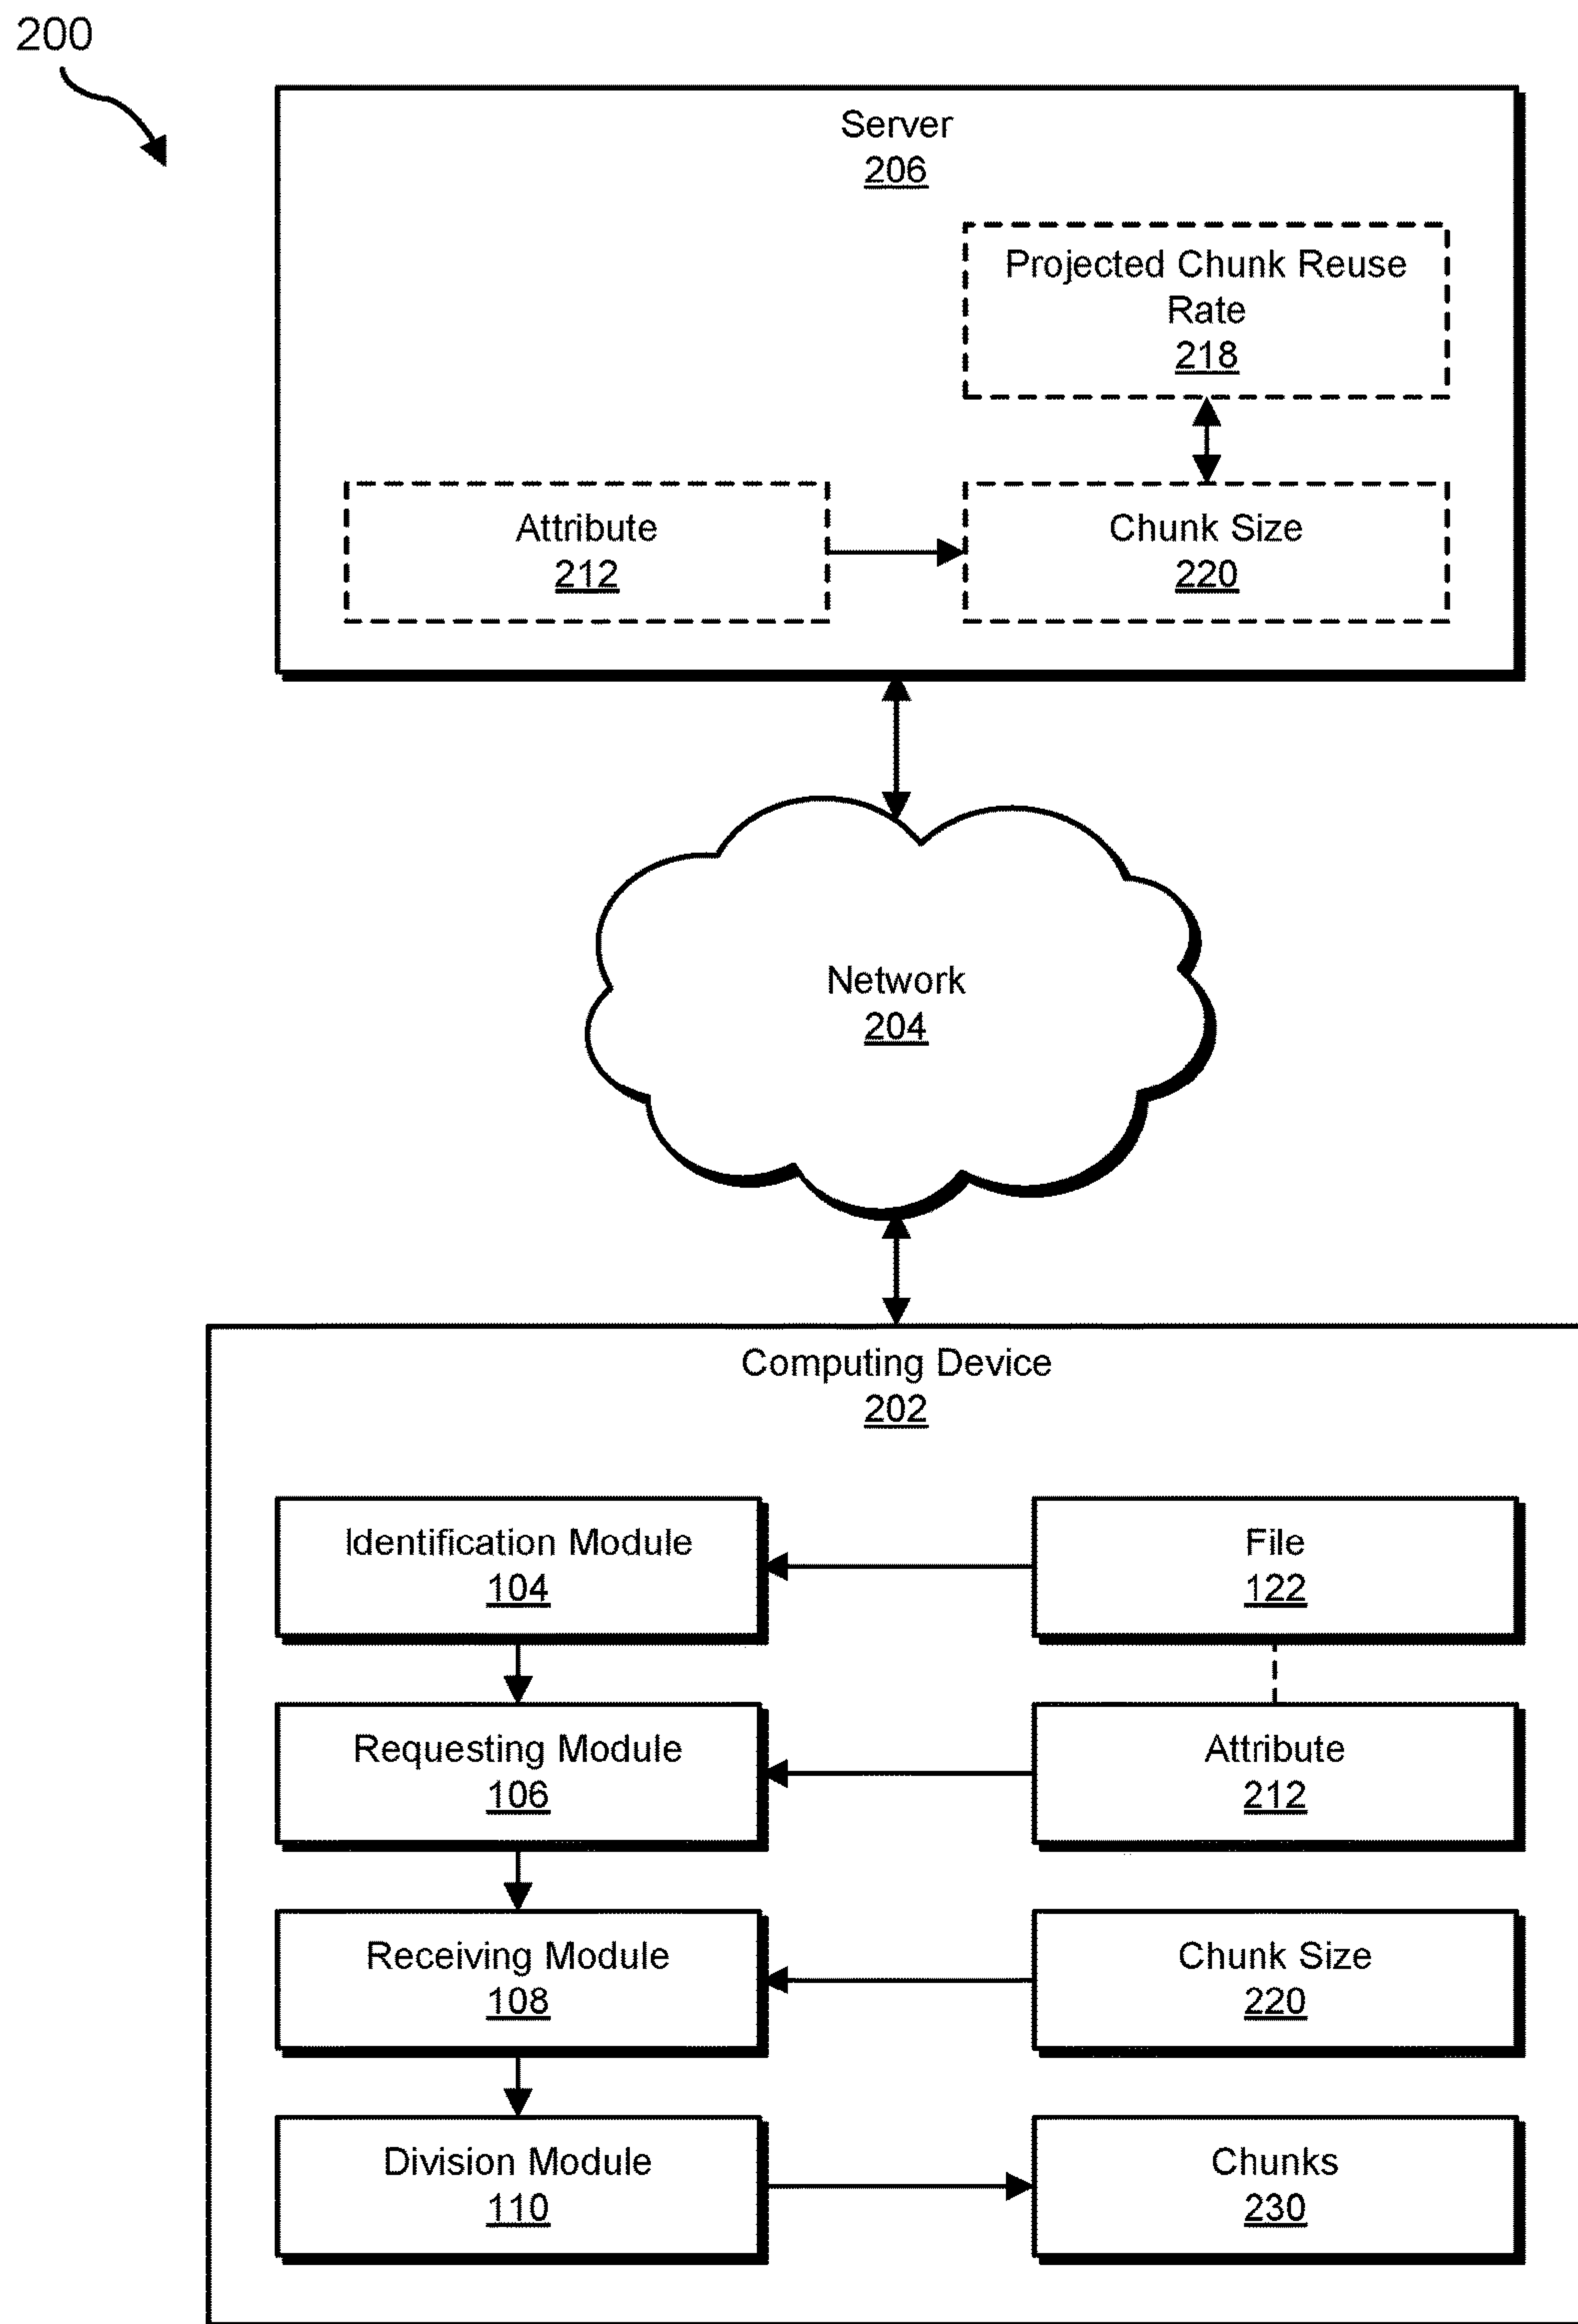 200
Server
206
Projected Chunk Reuse
Rate
218
Attribute
212
Chunk Size
220
Network
204
Computing Device
202
Identification Module
104
File
122
Requesting Module
106
Attribute
212
Receiving Module
108
Chunk Size
220
Division Module
110
Chunks
230